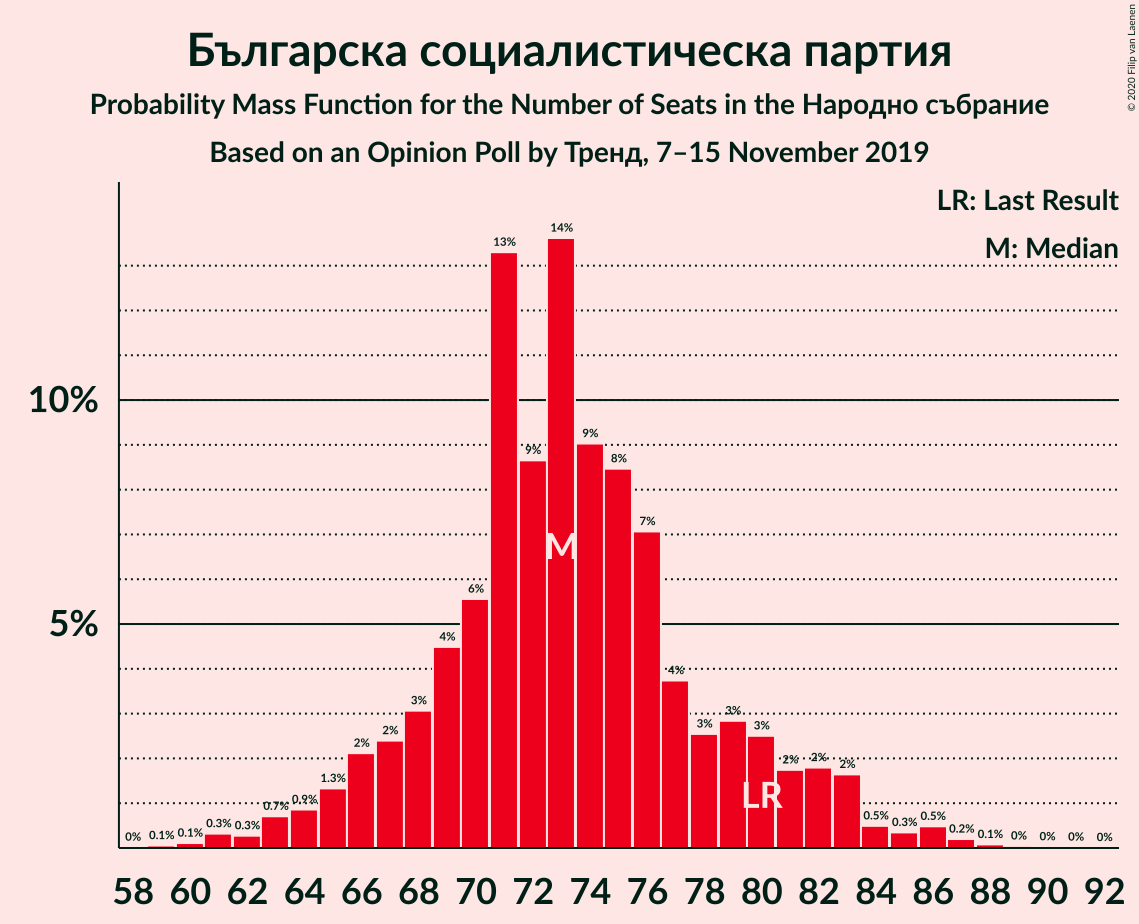 Българска социалистическа партия
Probability Mass Function for the Number of Seats in the Народно събрание
Based on an Opinion Poll by Тренд, 7–15 November 2019
© 2020 Filip van Laenen
LR: Last Result
M: Median
10%
5%
0% 0.1% 0.1% 0.3% 0.3% 0.7% 0.9% 1.3% 2% 2% 3% 4% 6% 13% 9% 14% 9% 8% 7% 4% 3% 3% 3% 2% 2% 2% 0.5% 0.3% 0.5% 0.2% 0.1% 0% 0% 0% 0%
M
LR
58 60 62 64 66 68 70 72 74 76 78 80 82 84 86 88 90 92